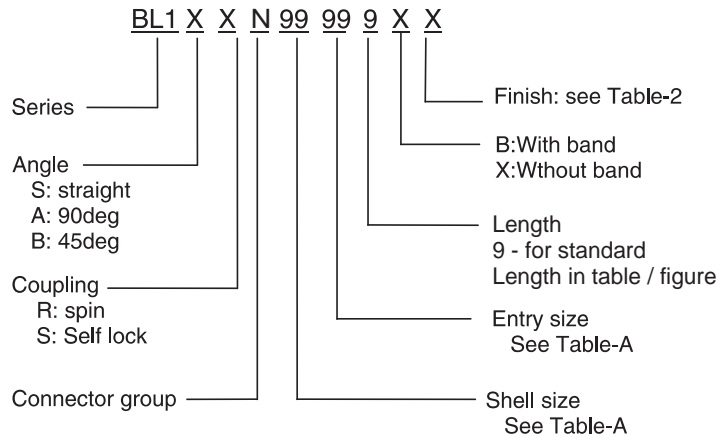 BL1 X X N 99 99 9 X X
Series
Angle
S: straight
A: 90deg
B: 45deg
Coupling
R: spin
S: Self lock
Connector group
Finish: see Table-2
B:With band
X:Wthout band
Length
9 - for standard
Length in table / figure
Entry size
See Table-A
Shell size
See Table-A